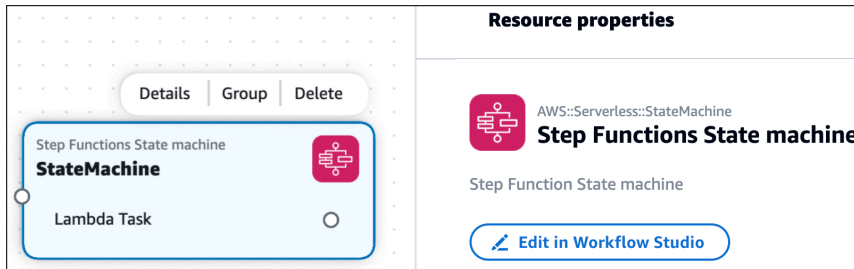 Resource properties
Details Group Delete
Step Functions State machine
StateMachine
Lambda Task
AWS::Serverless::StateMachine
Step Functions State machine
Step Function State machine
Edit in Workflow Studio